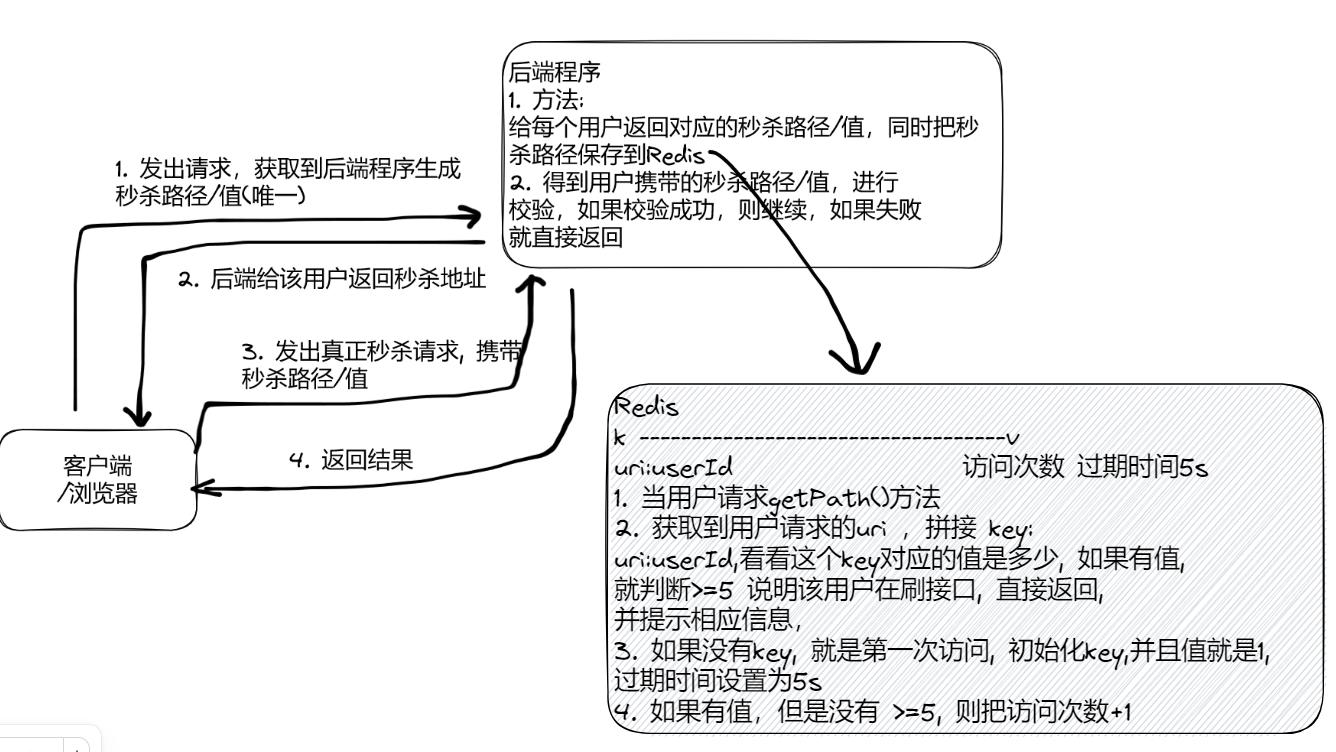 后端程序
1. 方法:
给每个用户返回对应的秒杀路径/值，同时把秒
杀路径保存到Redis
2. 得到用户携带的秒杀路径/值，进行
校验，如果校验成功，则继续，如果失败
就直接返回
1. 发出请求，获取到后端程序生成
秒杀路径/值(唯一)
2. 后端给该用户返回秒杀地址
3. 发出真正秒杀请求, 携带
秒杀路径/值
4. 返回结果
客户端
/浏览器
Redis
k -----------------------------------v
uri:userId 访问次数 过期时间5s
1. 当用户请求getPath()方法
2. 获取到用户请求的uri ，拼接 key:
uri:userId,看看这个key对应的值是多少, 如果有值,
就判断>=5 说明该用户在刷接口, 直接返回,
并提示相应信息,
3. 如果没有key, 就是第一次访问, 初始化key,并且值就是1,
过期时间设置为5s
4. 如果有值，但是没有 >=5, 则把访问次数+1